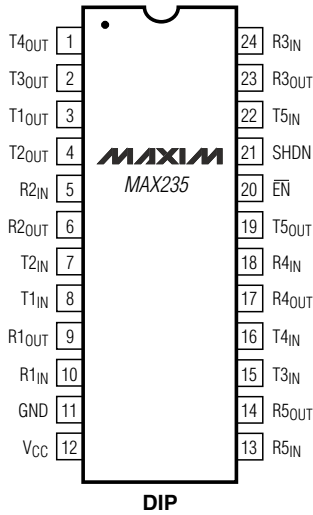 T4OUT 1 24 R3IN
T3OUT 2 23 R3OUT
T1OUT 3 22 T5IN
T2OUT 4 MAXIM 21 SHDN
R2IN 5 MAX235 20 E̅N̅
R2OUT 6 19 T5OUT
T2IN 7 18 R4IN
T1IN 8 17 R4OUT
R1OUT 9 16 T4IN
R1IN 10 15 T3IN
GND 11 14 R5OUT
VCC 12 13 R5IN
DIP